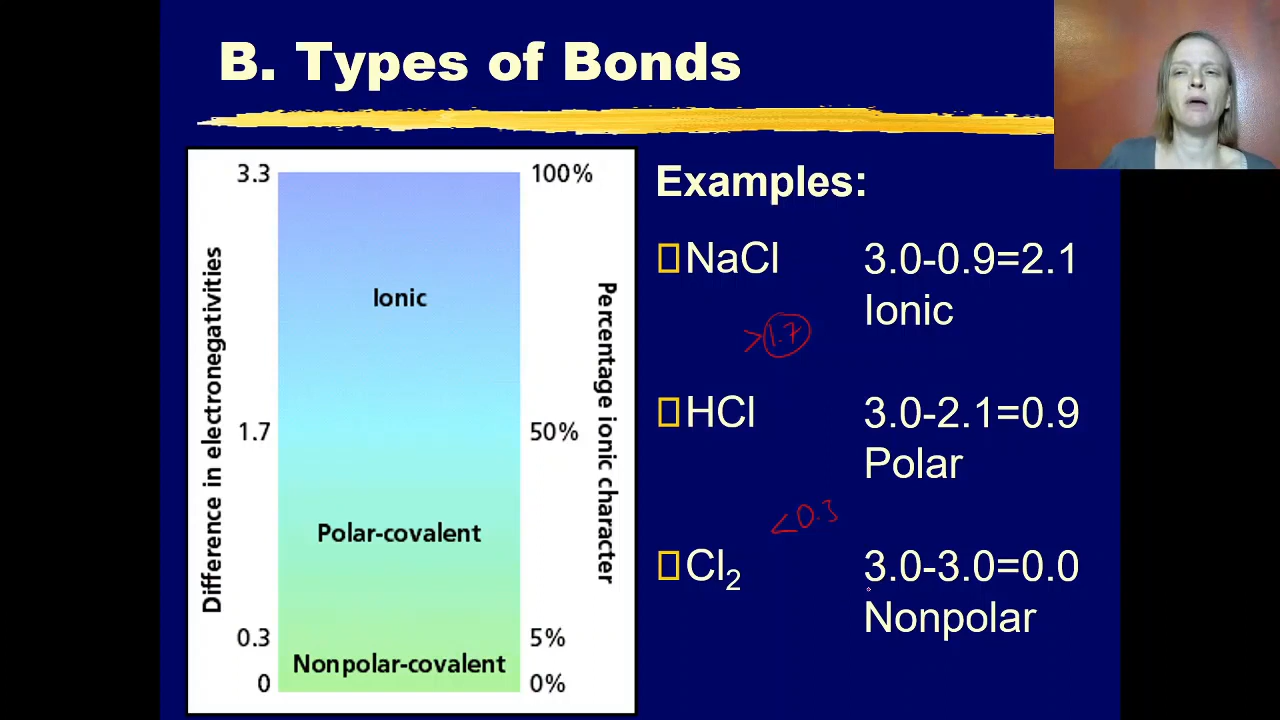 B. Types of Bonds
3.3
100%
Ionic
1.7
50%
Polar-covalent
0.3
5%
Nonpolar-covalent
0
0%
Difference in electronegativities
Percentage ionic character
Examples:
NaCl 3.0-0.9=2.1
Ionic
>1.7
HCl 3.0-2.1=0.9
Polar
<0.3
Cl₂ 3.0-3.0=0.0
Nonpolar